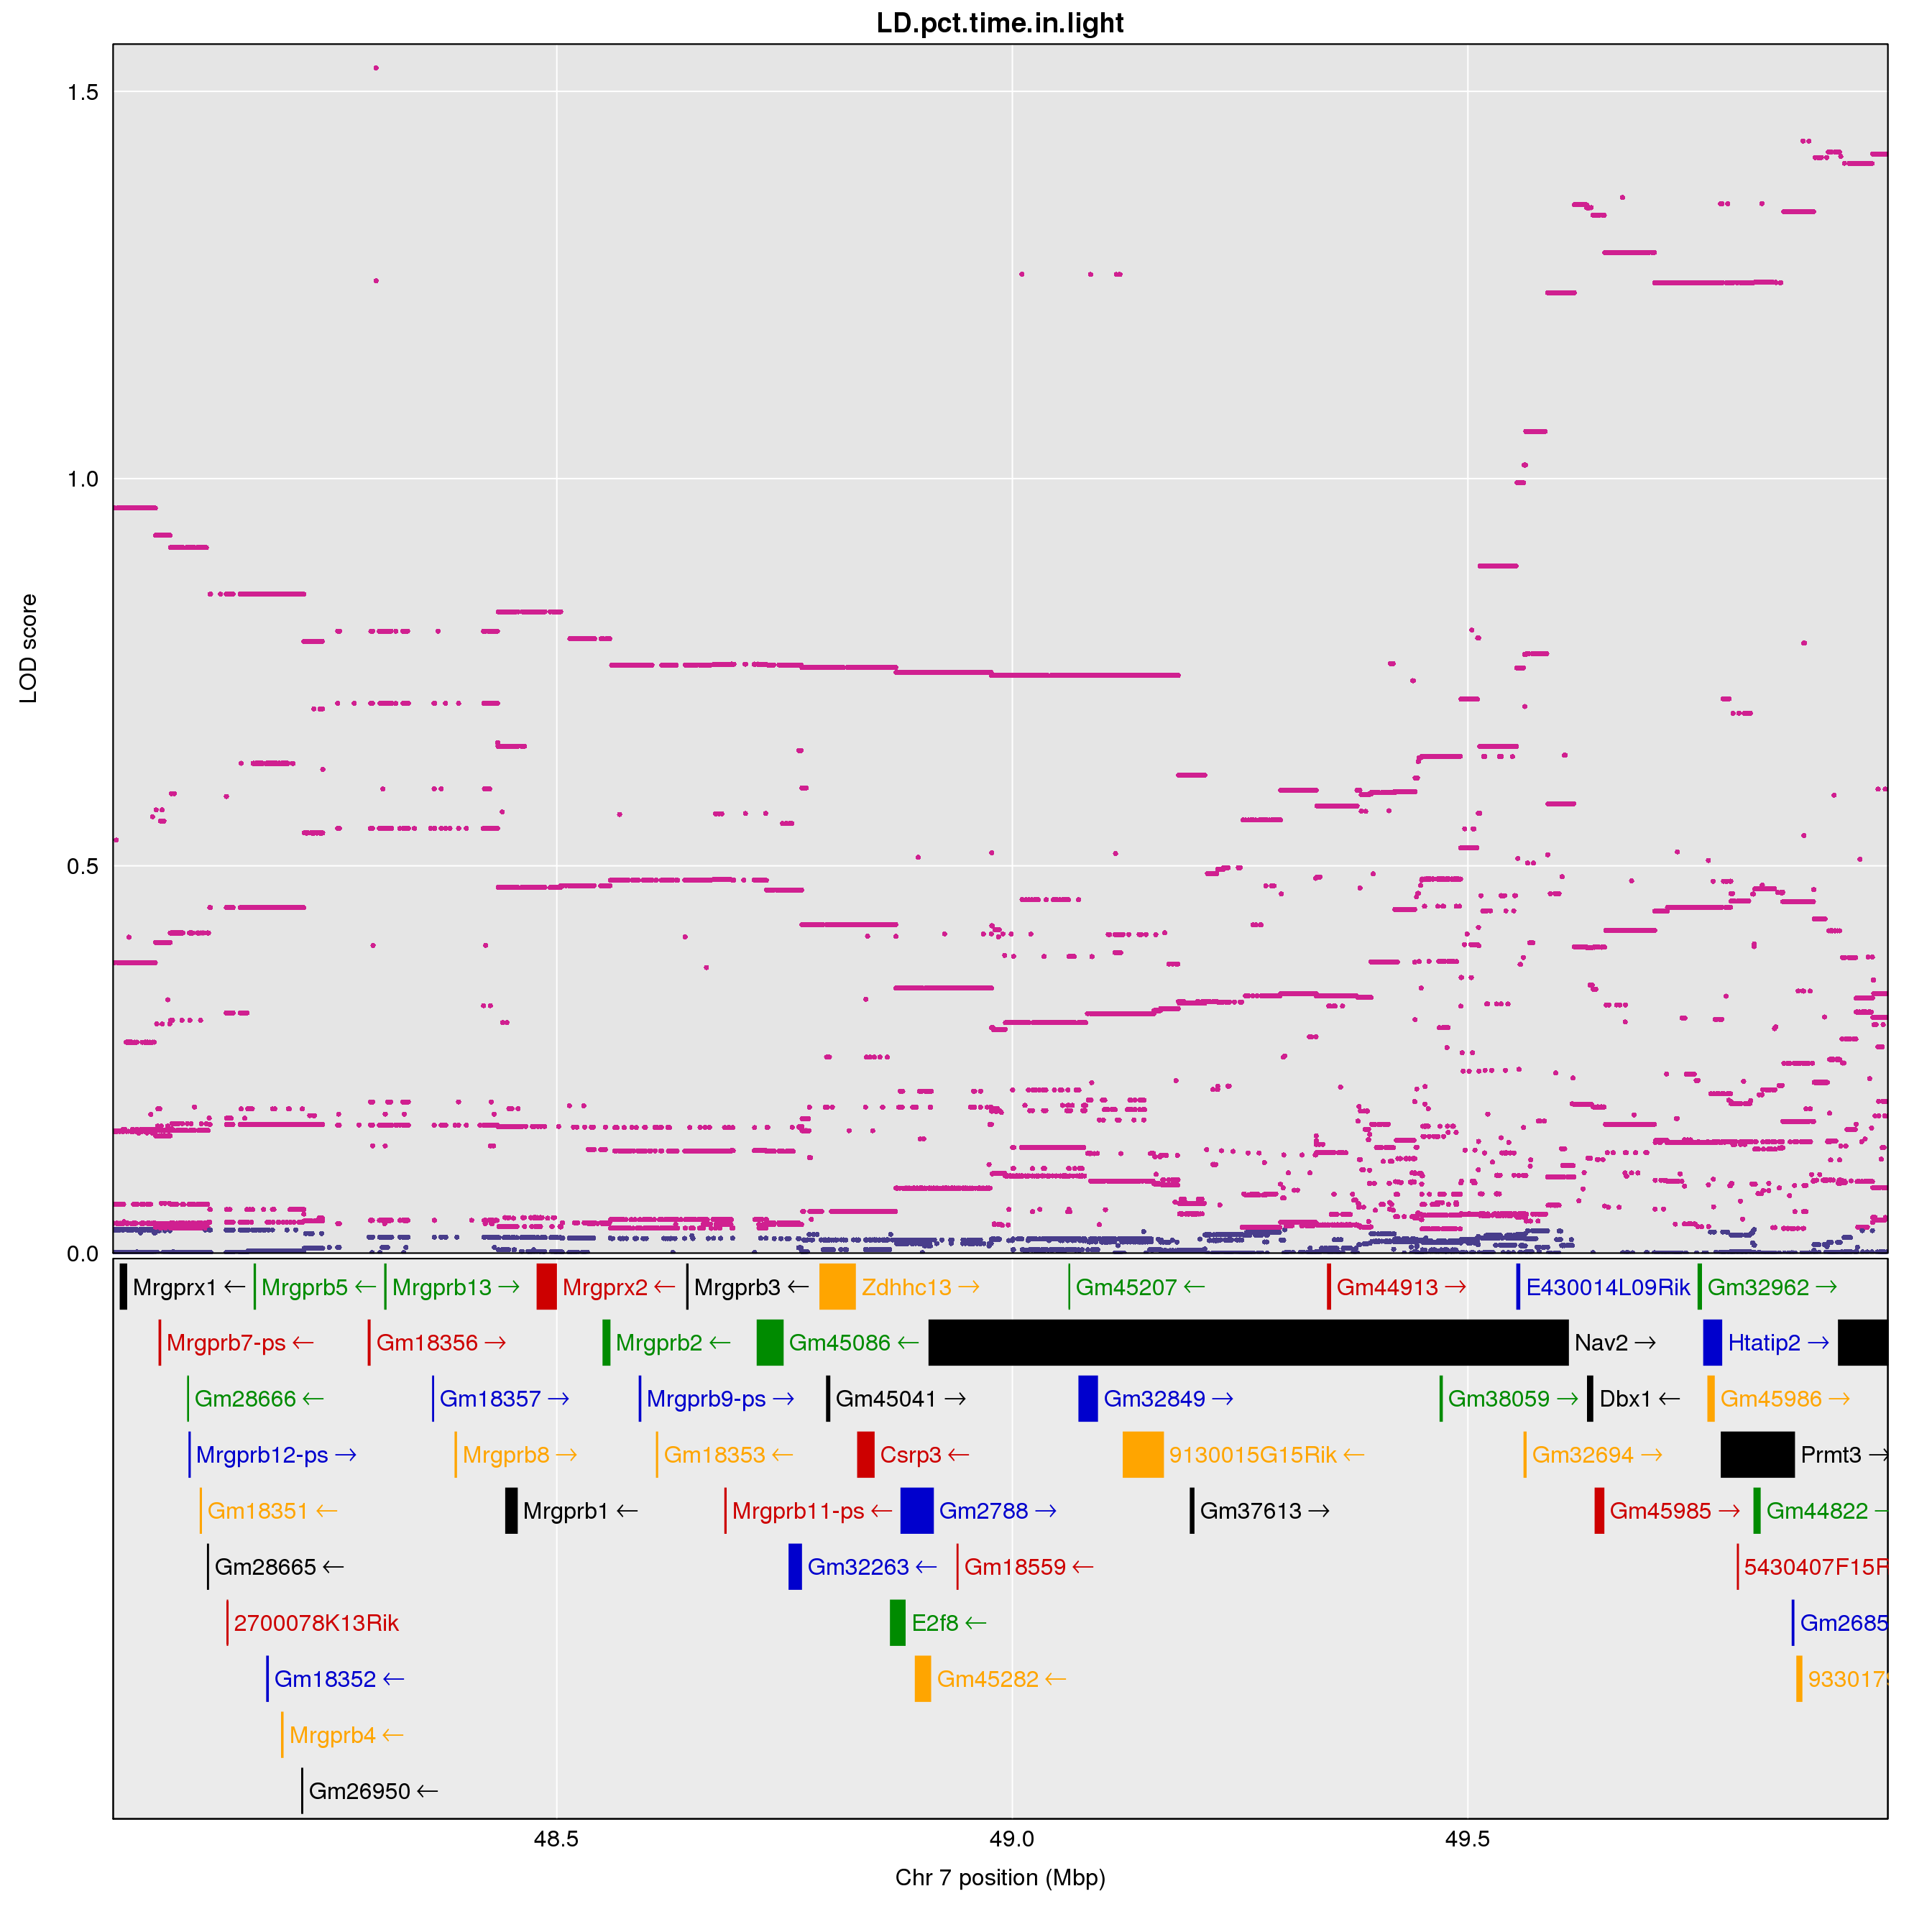 LD.pct.time.in.light
1.5
1.0
0.5
0.0
LOD score
Mrgprx1 ← Mrgprb5 ← Mrgprb13 → Mrgprx2 ← Mrgprb3 ← Zdhhc13 → Gm45207 ← Gm44913 → E430014L09Rik Gm32962 →
Mrgprb7-ps ← Gm18356 → Mrgprb2 ← Gm45086 ← Nav2 → Htatip2 →
Gm28666 ← Gm18357 → Mrgprb9-ps → Gm45041 → Gm32849 → Gm38059 → Dbx1 ← Gm45986 →
Mrgprb12-ps → Mrgprb8 → Gm18353 ← Csrp3 ← 9130015G15Rik ← Gm32694 → Prmt3 →
Gm18351 ← Mrgprb1 ← Mrgprb11-ps ← Gm2788 → Gm37613 → Gm45985 → Gm44822 →
Gm28665 ← Gm32263 ← Gm18559 ← 5430407F15
2700078K13Rik E2f8 ← Gm2685
Gm18352 ← Gm45282 ← 933017
Mrgprb4 ←
Gm26950 ←
48.5 49.0 49.5
Chr 7 position (Mbp)